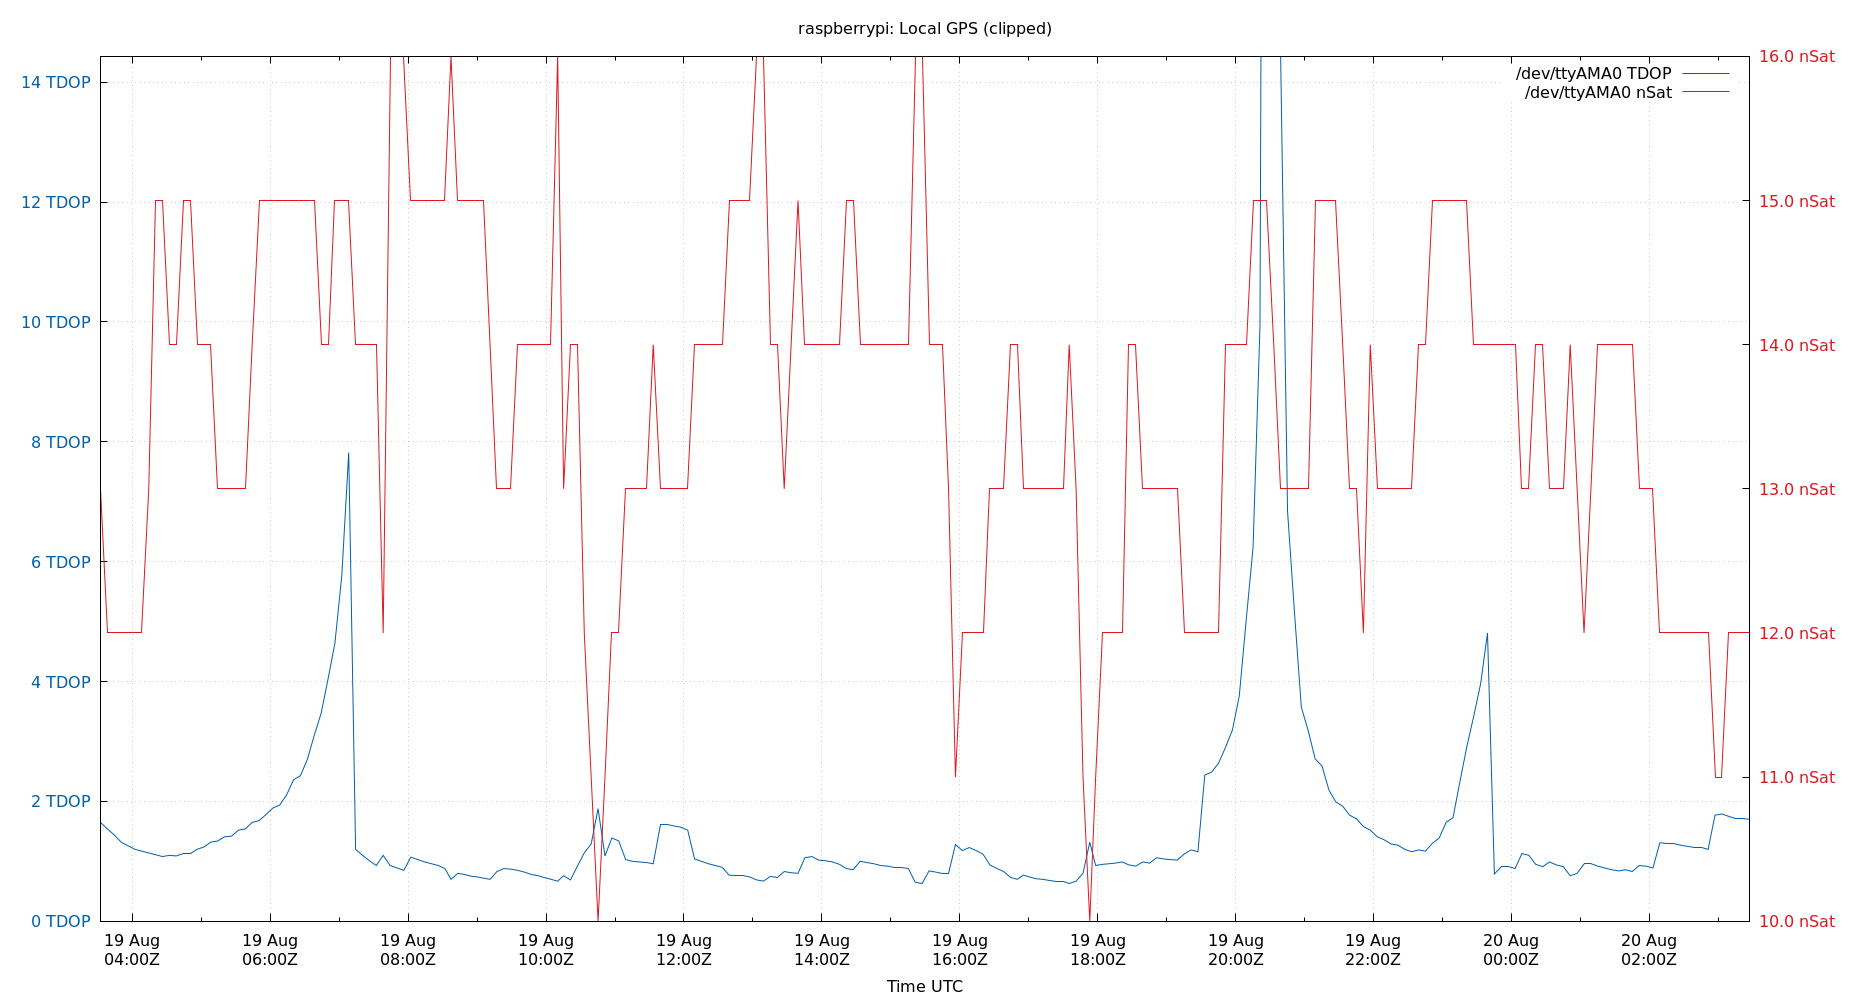 raspberrypi: Local GPS (clipped)
/dev/ttyAMA0 TDOP
/dev/ttyAMA0 nSat
14 TDOP
12 TDOP
10 TDOP
8 TDOP
6 TDOP
4 TDOP
2 TDOP
0 TDOP
16.0 nSat
15.0 nSat
14.0 nSat
13.0 nSat
12.0 nSat
11.0 nSat
10.0 nSat
19 Aug
04:00Z
19 Aug
06:00Z
19 Aug
08:00Z
19 Aug
10:00Z
19 Aug
12:00Z
19 Aug
14:00Z
19 Aug
16:00Z
19 Aug
18:00Z
19 Aug
20:00Z
19 Aug
22:00Z
20 Aug
00:00Z
20 Aug
02:00Z
Time UTC